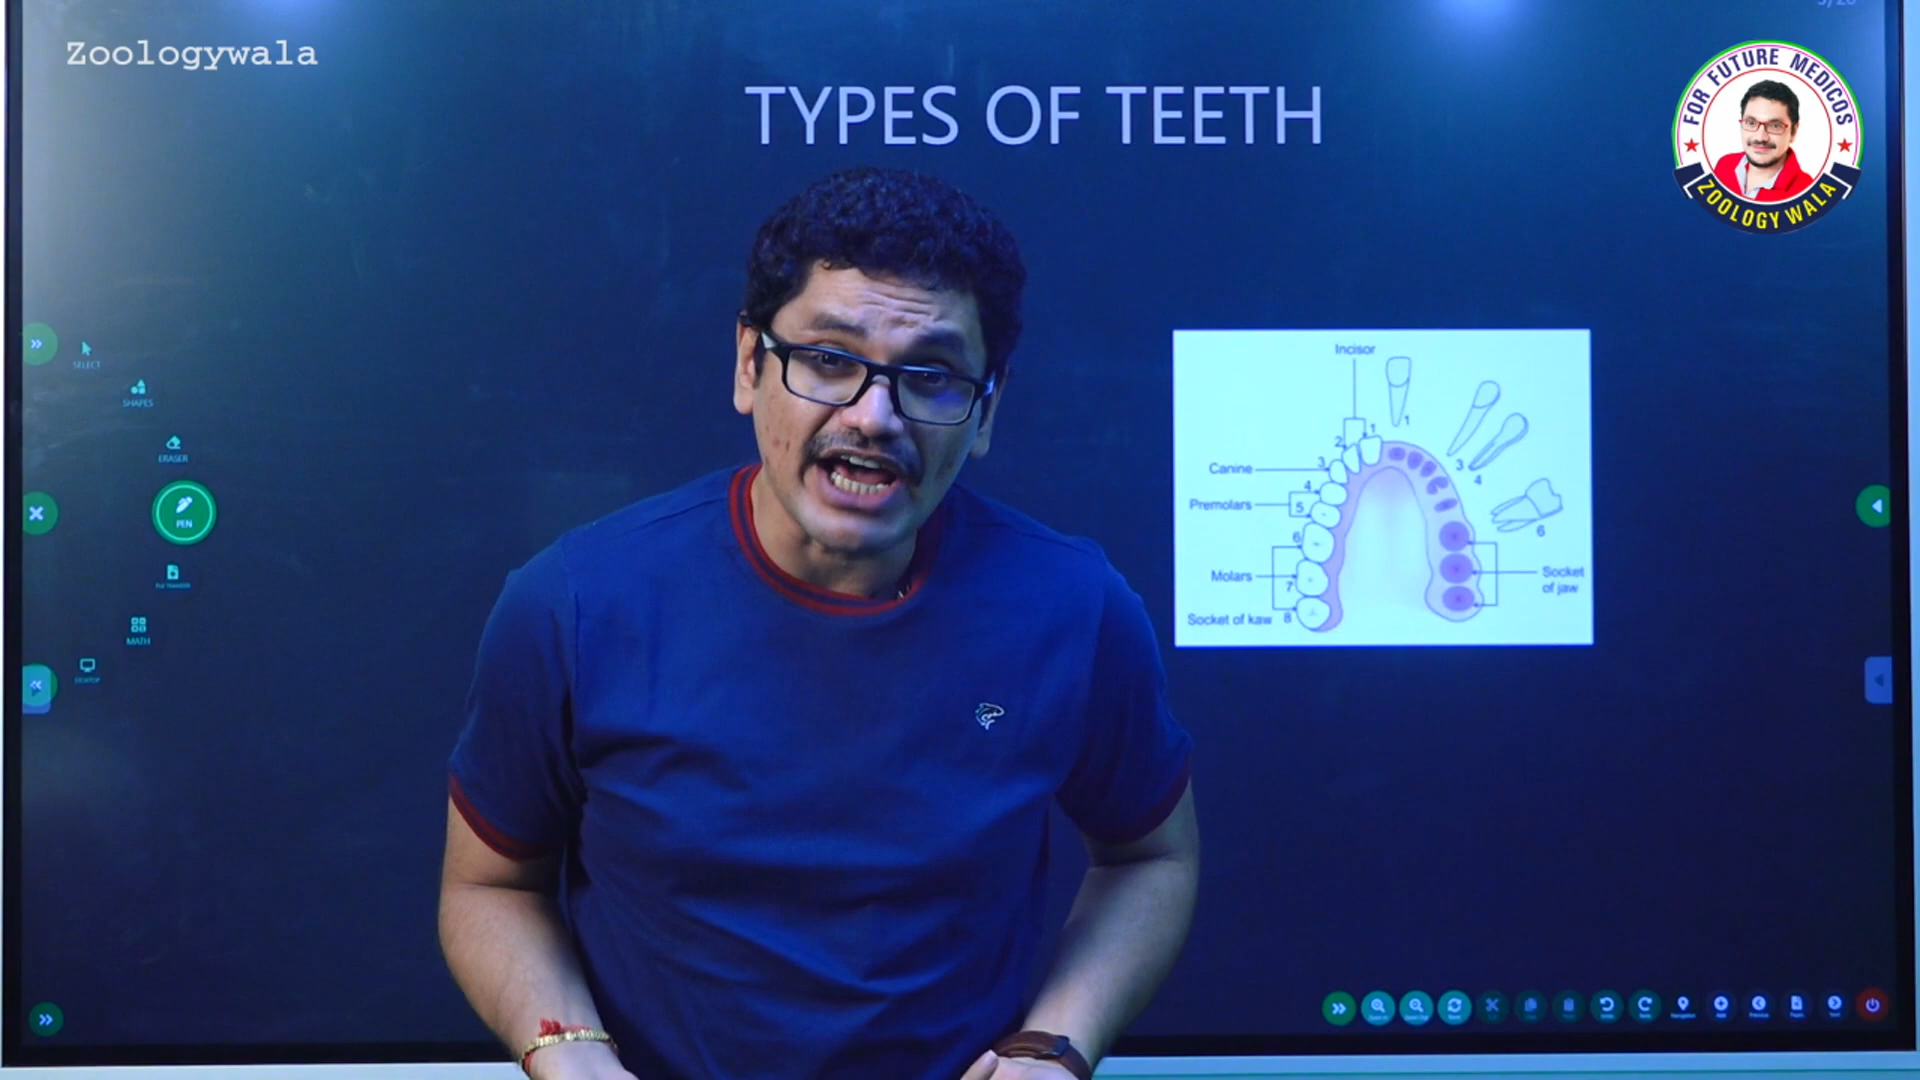 Zoologywala
TYPES OF TEETH
FOR FUTURE MEDICOS
ZOOLOGY WALA
SELECT
SHAPES
ERASER
PEN
MATH
DESKTOP
Incisor
1
1
2
3
Canine
3
4
4
Premolars
5
6
6
Molars
7
Socket of jaw
Socket of kaw 8